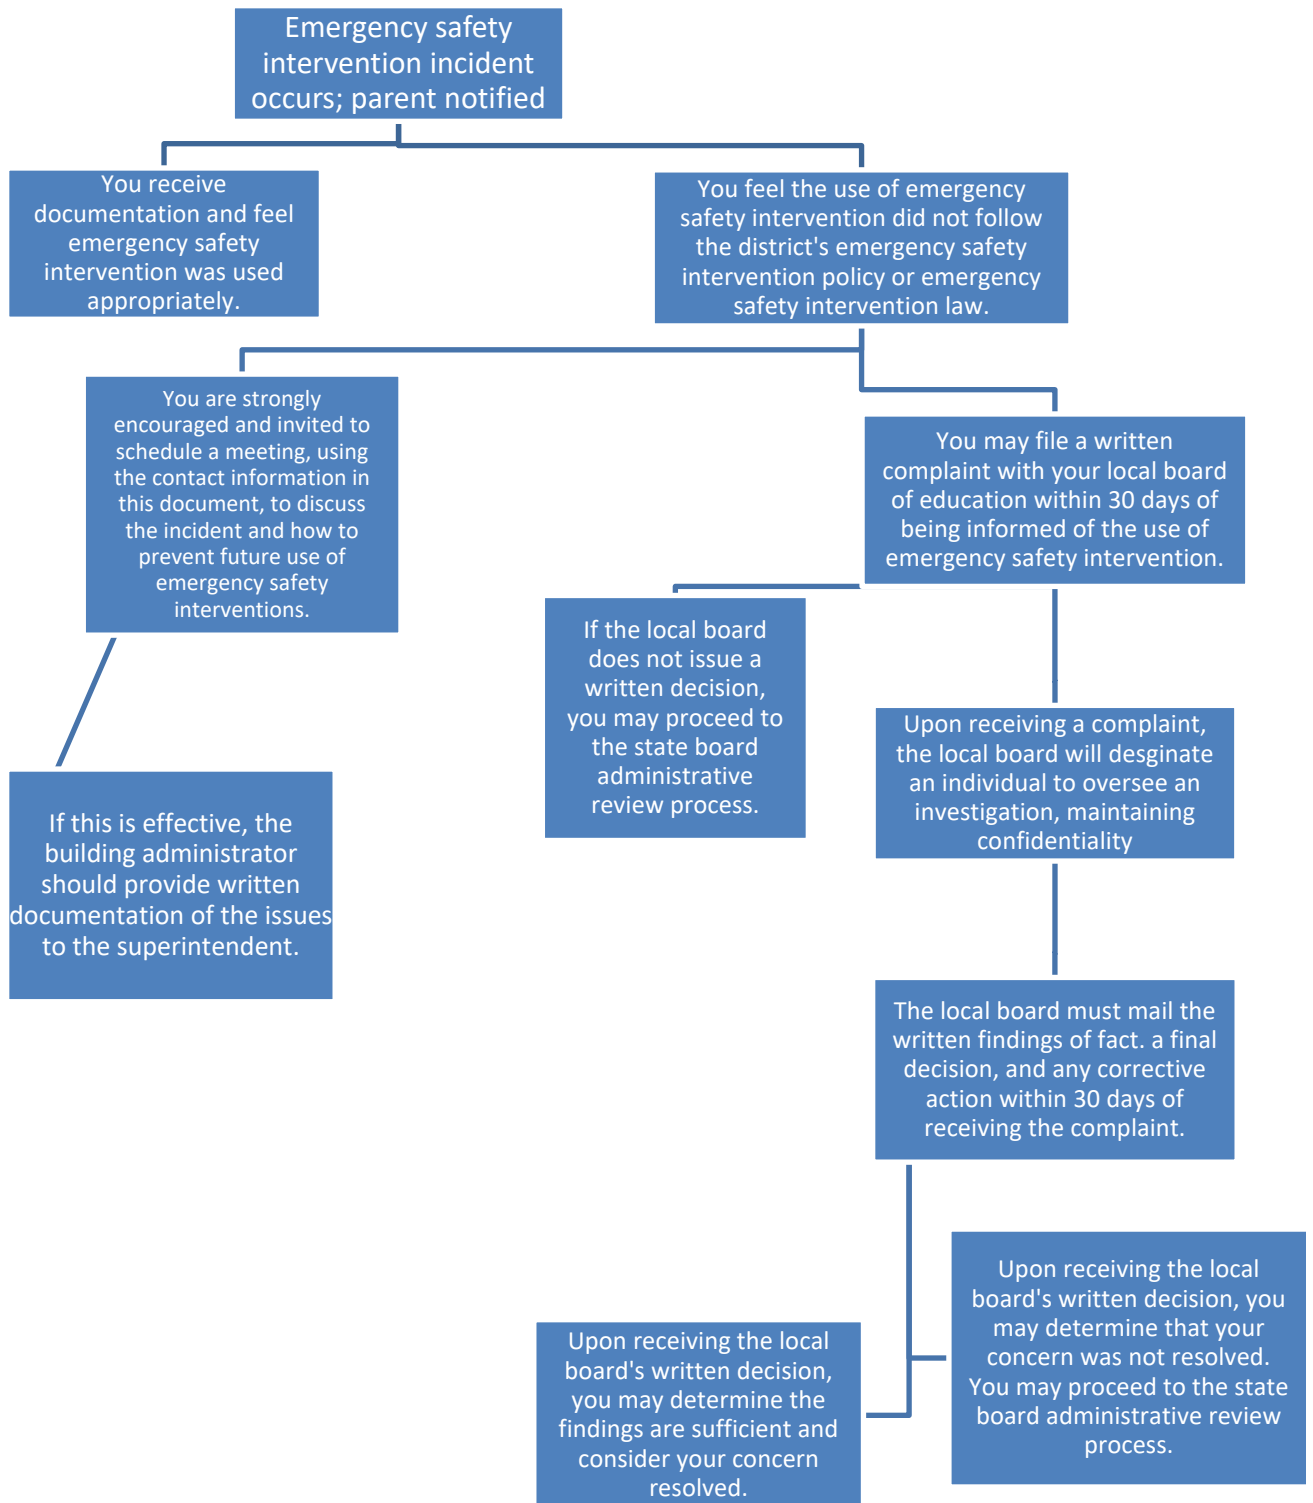 Emergency safety
intervention incident
occurs; parent notified
You receive
documentation and feel
emergency safety
intervention was used
appropriately.
You feel the use of emergency
safety intervention did not follow
the district's emergency safety
intervention policy or emergency
safety intervention law.
You are strongly
encouraged and invited to
schedule a meeting, using
the contact information in
this document, to discuss
the incident and how to
prevent future use of
emergency safety
interventions.
You may file a written
complaint with your local board
of education within 30 days of
being informed of the use of
emergency safety intervention.
If the local board
does not issue a
written decision,
you may proceed to
the state board
administrative
review process.
Upon receiving a complaint,
the local board will desginate
an individual to oversee an
investigation, maintaining
confidentiality
If this is effective, the
building administrator
should provide written
documentation of the issues
to the superintendent.
The local board must mail the
written findings of fact. a final
decision, and any corrective
action within 30 days of
receiving the complaint.
Upon receiving the local
board's written decision, you
may determine that your
concern was not resolved.
You may proceed to the state
board administrative review
process.
Upon receiving the local
board's written decision,
you may determine the
findings are sufficient and
consider your concern
resolved.